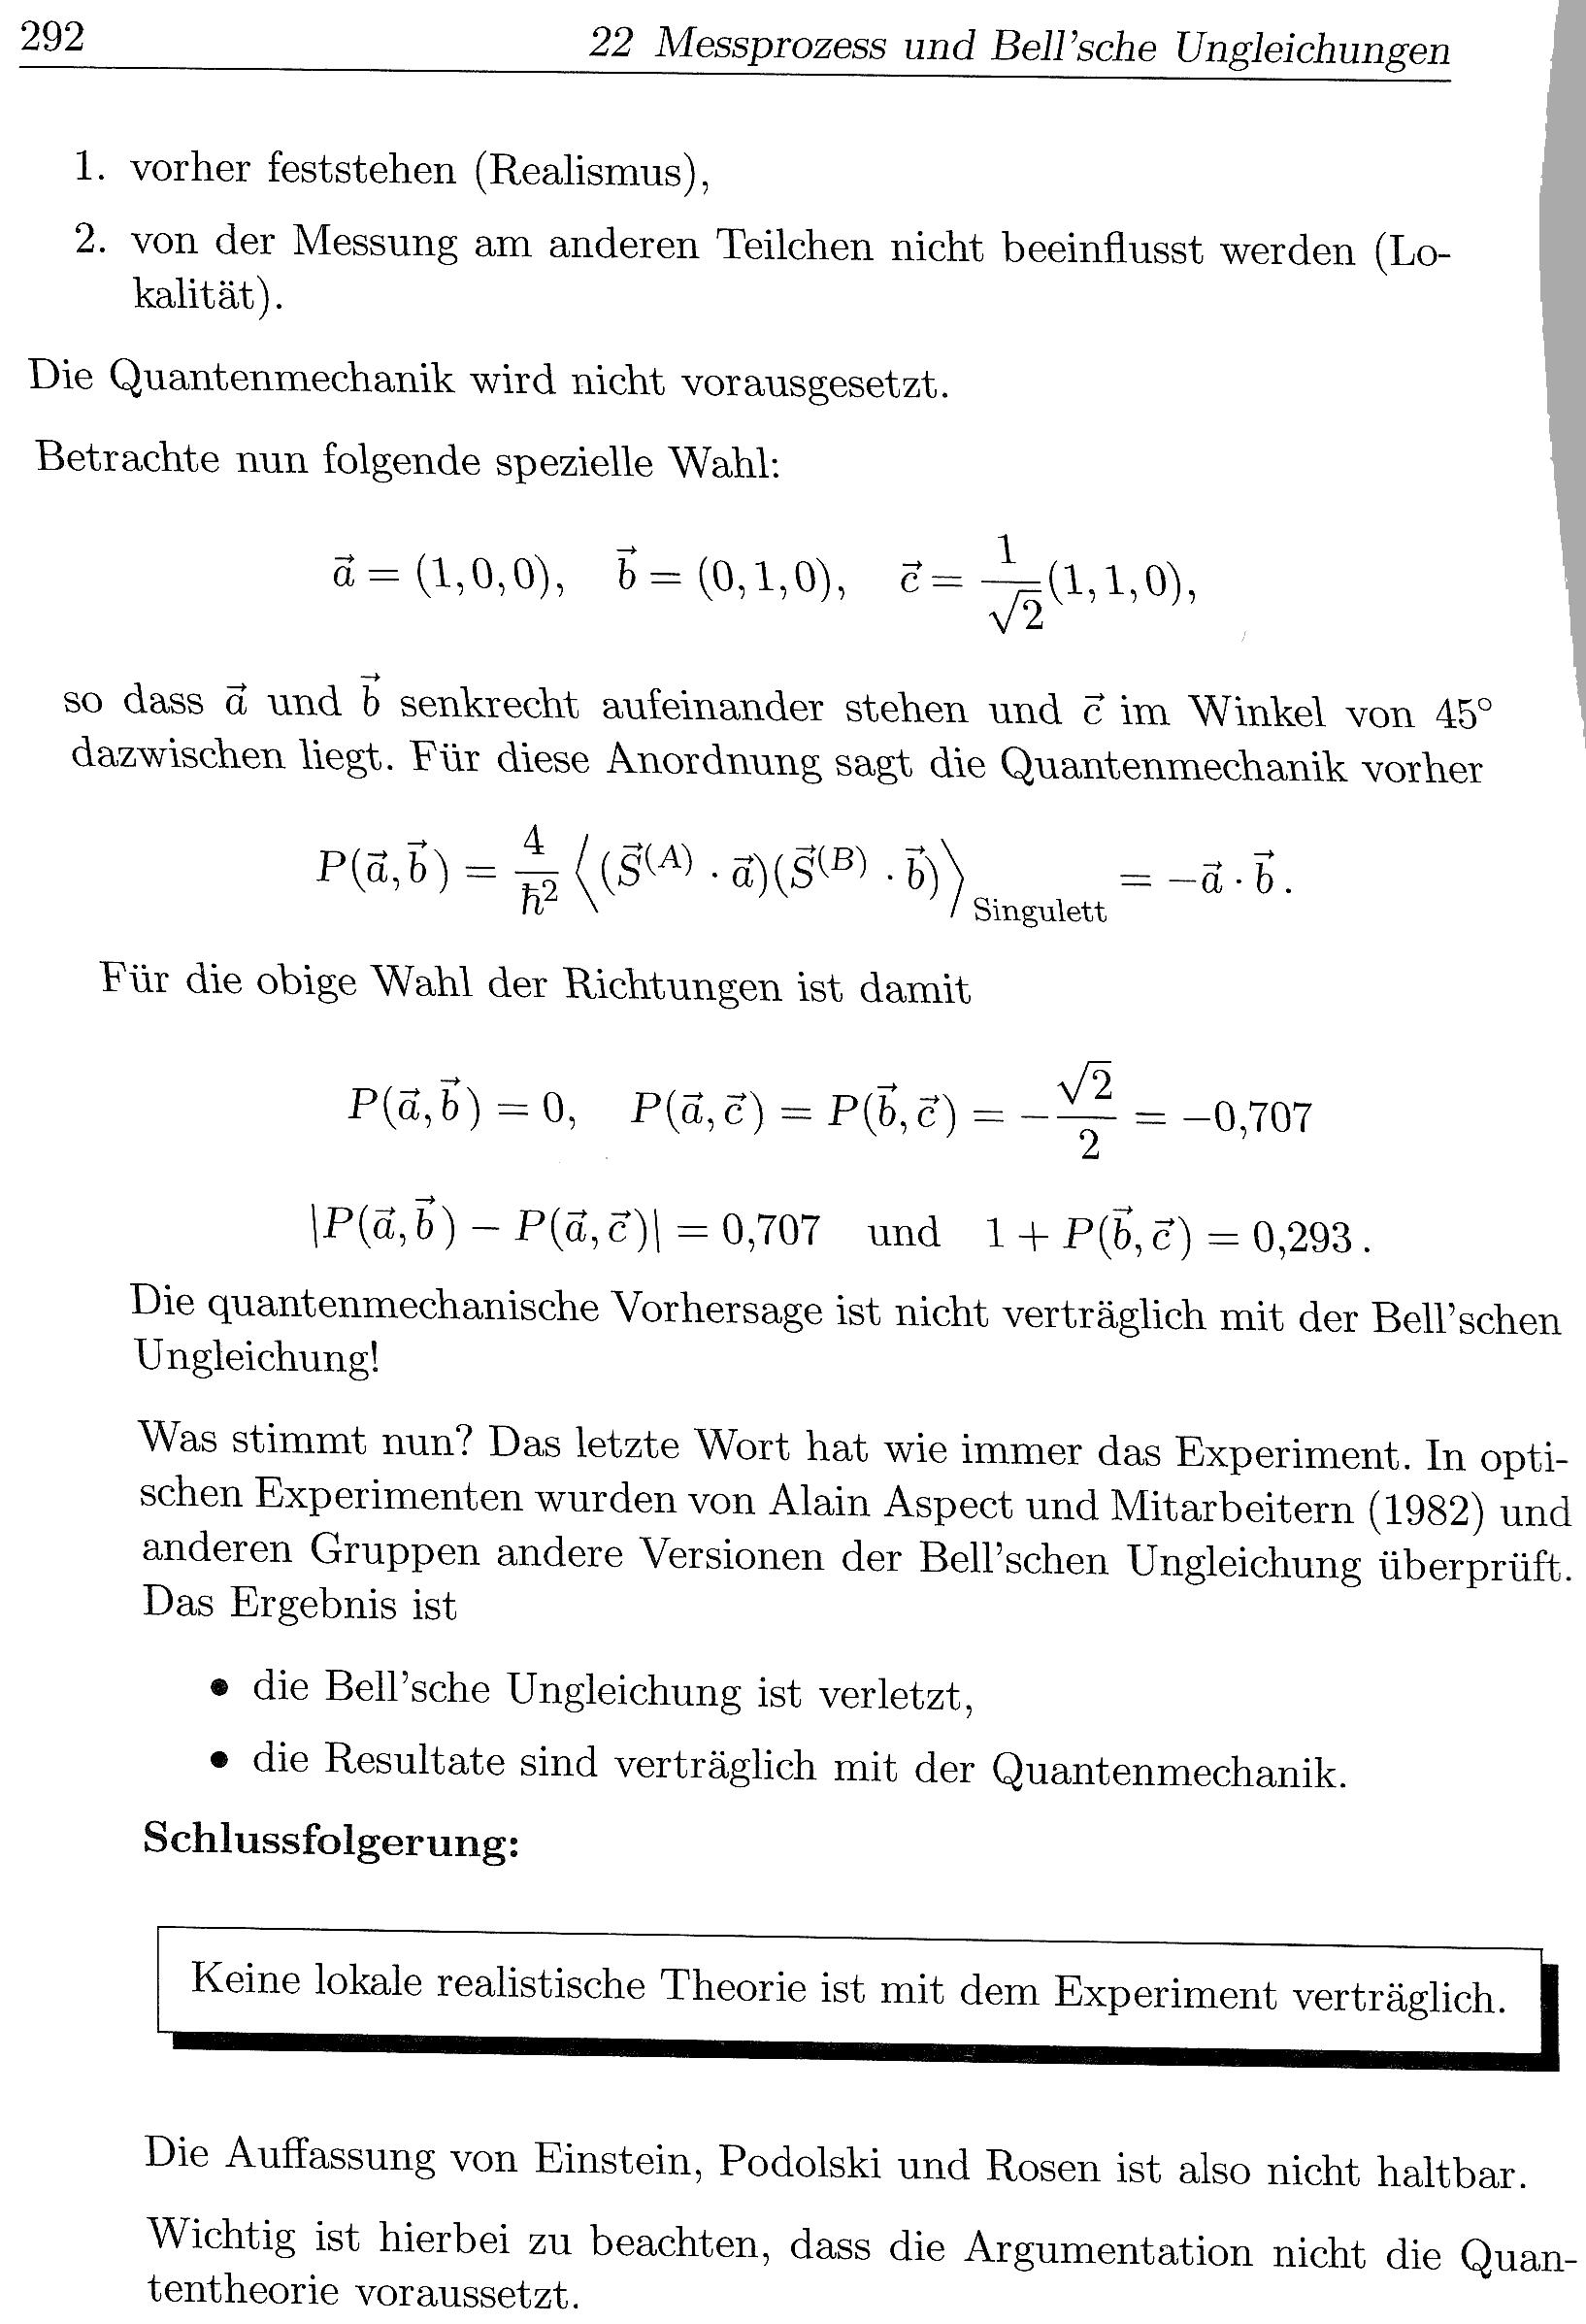 292
22 Messprozess und Bell'sche Ungleichungen
1. vorher feststehen (Realismus),
2. von der Messung am anderen Teilchen nicht beeinflusst werden (Lo-
kalität).
Die Quantenmechanik wird nicht vorausgesetzt.
Betrachte nun folgende spezielle Wahl:
$\vec{a} = (1,0,0), \quad \vec{b} = (0,1,0), \quad \vec{c} = \frac{1}{\sqrt{2}}(1,1,0),$
so dass $\vec{a}$ und $\vec{b}$ senkrecht aufeinander stehen und $\vec{c}$ im Winkel von 45°
dazwischen liegt. Für diese Anordnung sagt die Quantenmechanik vorher
$P(\vec{a},\vec{b}) = \frac{4}{\hbar^2} \left\langle (\vec{S}^{(A)} \cdot \vec{a})(\vec{S}^{(B)} \cdot \vec{b}) \right\rangle_{\text{Singulett}} = -\vec{a} \cdot \vec{b}\,.$
Für die obige Wahl der Richtungen ist damit
$P(\vec{a},\vec{b}) = 0, \quad P(\vec{a},\vec{c}) = P(\vec{b},\vec{c}) = -\frac{\sqrt{2}}{2} = -0{,}707$
$|P(\vec{a},\vec{b}) - P(\vec{a},\vec{c})| = 0{,}707 \quad \text{und} \quad 1 + P(\vec{b},\vec{c}) = 0{,}293\,.$
Die quantenmechanische Vorhersage ist nicht verträglich mit der Bell'schen
Ungleichung!
Was stimmt nun? Das letzte Wort hat wie immer das Experiment. In opti-
schen Experimenten wurden von Alain Aspect und Mitarbeitern (1982) und
anderen Gruppen andere Versionen der Bell'schen Ungleichung überprüft.
Das Ergebnis ist
• die Bell'sche Ungleichung ist verletzt,
• die Resultate sind verträglich mit der Quantenmechanik.
Schlussfolgerung:
Keine lokale realistische Theorie ist mit dem Experiment verträglich.
Die Auffassung von Einstein, Podolski und Rosen ist also nicht haltbar.
Wichtig ist hierbei zu beachten, dass die Argumentation nicht die Quan-
tentheorie voraussetzt.